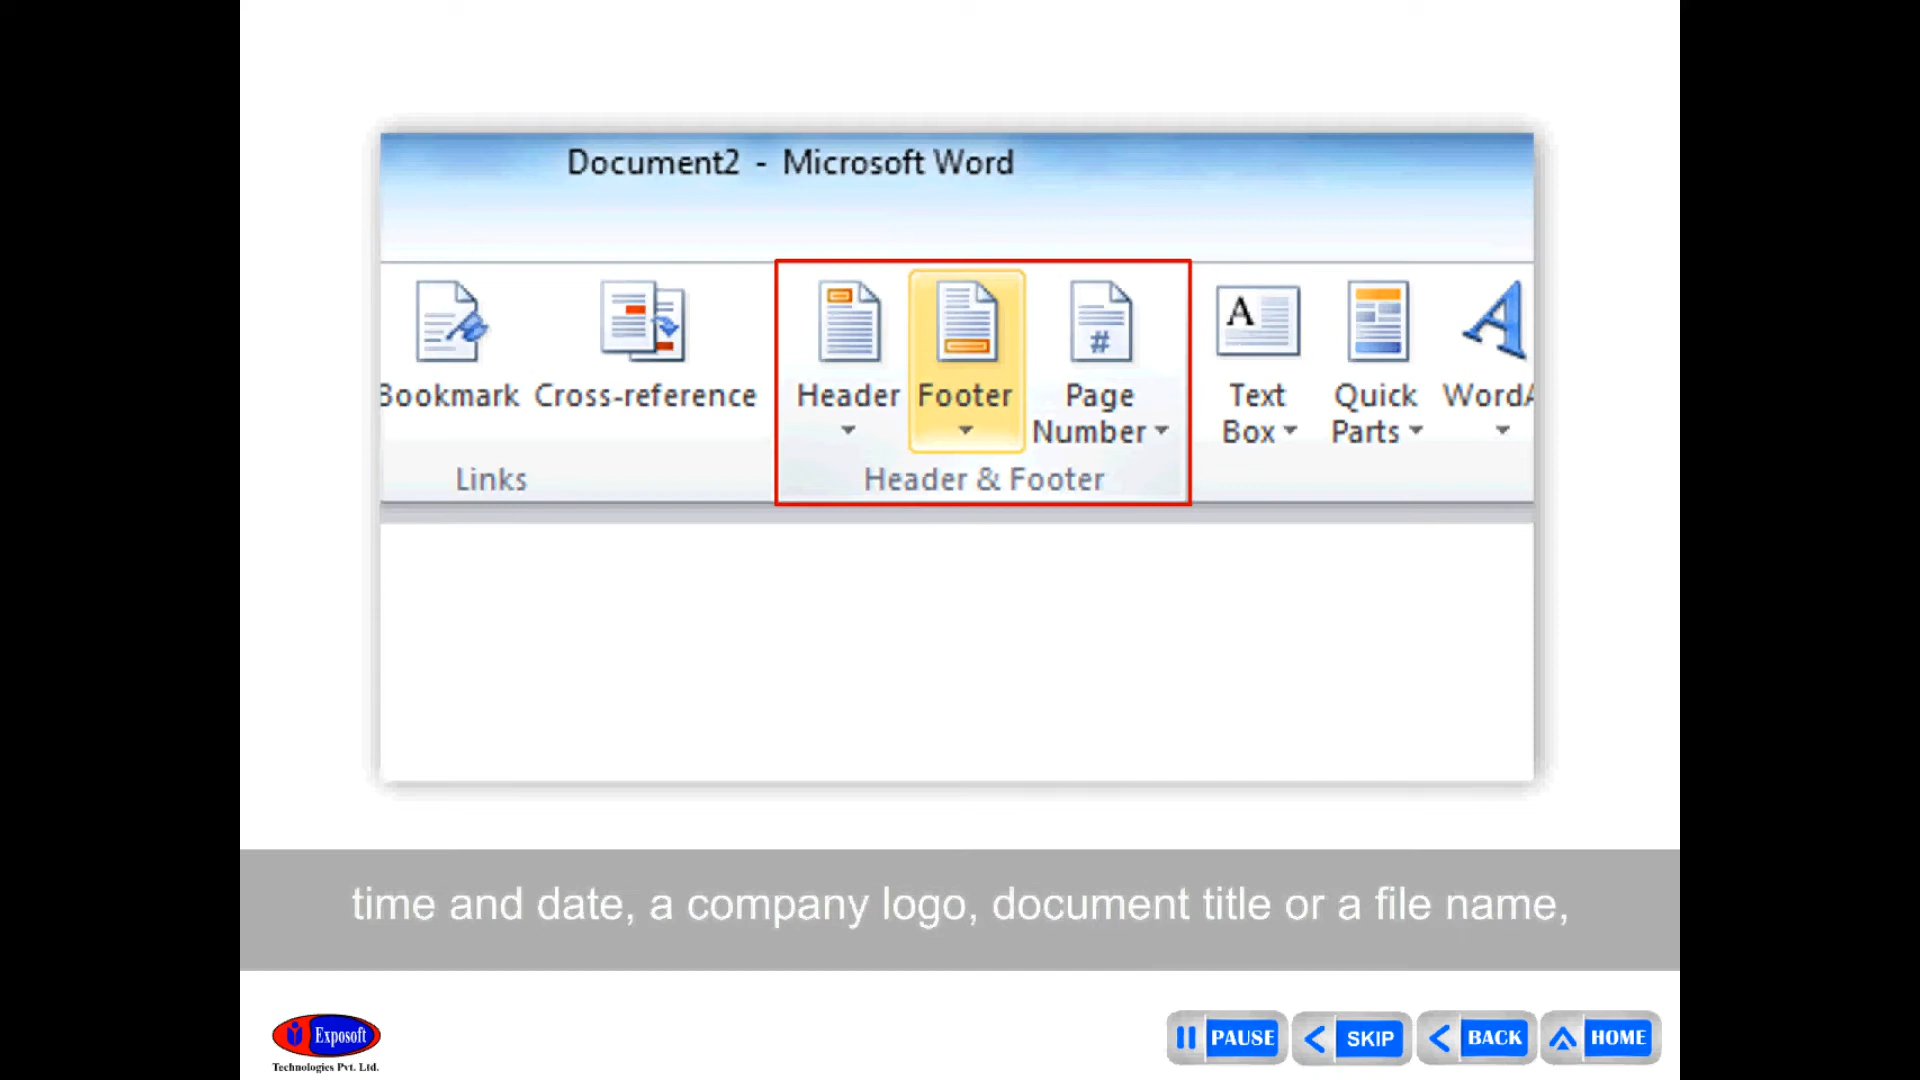 Document2 - Microsoft Word
Bookmark Cross-reference Header Footer Page Number Text Box Quick Parts WordA
Links Header & Footer
A
#
time and date, a company logo, document title or a file name,
Exposoft
Technologies Pvt. Ltd.
PAUSE SKIP BACK HOME